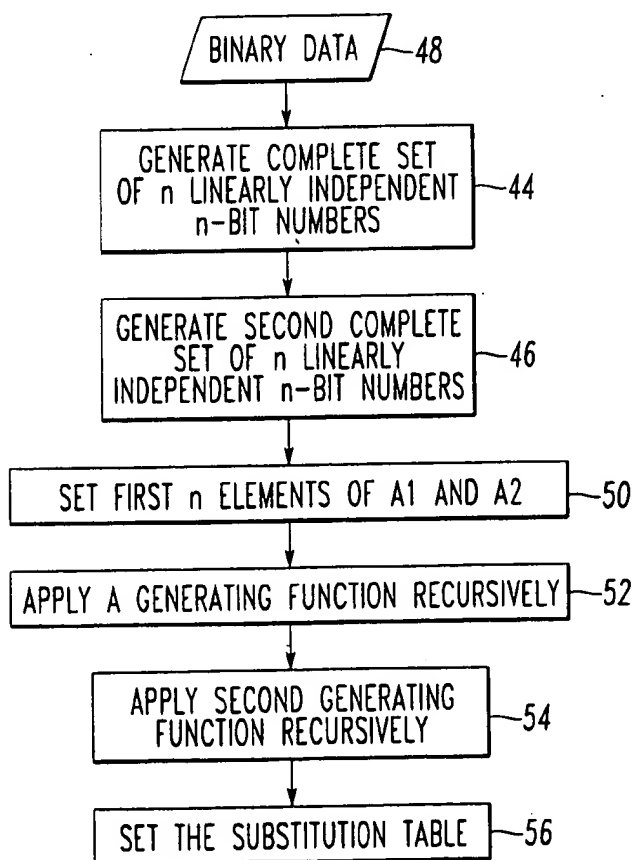 BINARY DATA
48
GENERATE COMPLETE SET
OF n LINEARLY INDEPENDENT
n-BIT NUMBERS
44
GENERATE SECOND COMPLETE
SET OF n LINEARLY
INDEPENDENT n-BIT NUMBERS
46
SET FIRST n ELEMENTS OF A1 AND A2
50
APPLY A GENERATING FUNCTION RECURSIVELY
52
APPLY SECOND GENERATING
FUNCTION RECURSIVELY
54
SET THE SUBSTITUTION TABLE
56